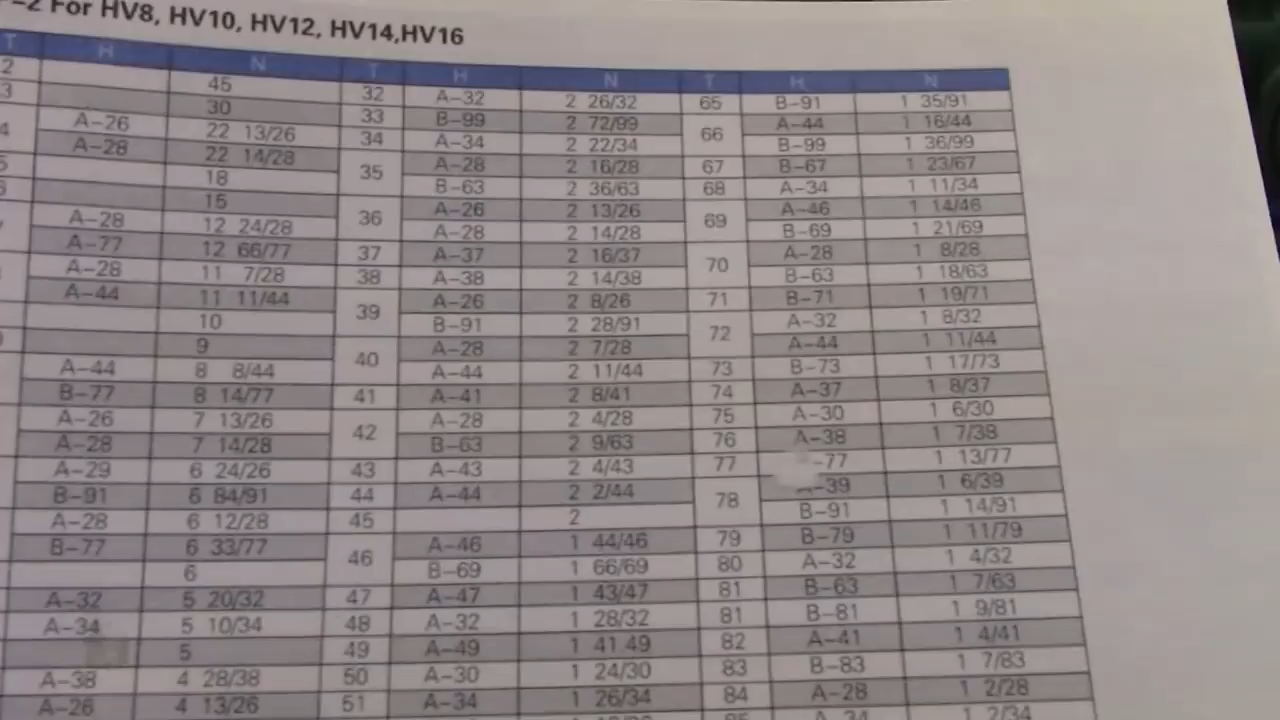 -2 For HV8, HV10, HV12, HV14,HV16
T H N T H N T H N
2 45 32 A-32 2 26/32 65 B-91 1 35/91
3 30 33 B-99 2 72/99 66 A-44 1 16/44
4 A-26 22 13/26 34 A-34 2 22/34 B-99 1 36/99
A-28 22 14/28 35 A-28 2 16/28 67 B-67 1 23/67
5 18 B-63 2 36/63 68 A-34 1 11/34
6 15 36 A-26 2 13/26 69 A-46 1 14/46
A-28 12 24/28 A-28 2 14/28 B-69 1 21/69
A-77 12 66/77 37 A-37 2 16/37 70 A-28 1 8/28
A-28 11 7/28 38 A-38 2 14/38 B-63 1 18/63
A-44 11 11/44 39 A-26 2 8/26 71 B-71 1 19/71
10 B-91 2 28/91 72 A-32 1 8/32
9 40 A-28 2 7/28 A-44 1 11/44
A-44 8 8/44 A-44 2 11/44 73 B-73 1 17/73
B-77 8 14/77 41 A-41 2 8/41 74 A-37 1 8/37
A-26 7 13/26 42 A-28 2 4/28 75 A-30 1 6/30
A-28 7 14/28 B-63 2 9/63 76 A-38 1 7/38
A-29 6 24/26 43 A-43 2 4/43 77 -77 1 13/77
B-91 6 84/91 44 A-44 2 2/44 78 A-39 1 6/39
A-28 6 12/28 45 2 B-91 1 14/91
B-77 6 33/77 46 A-46 1 44/46 79 B-79 1 11/79
6 B-69 1 66/69 80 A-32 1 4/32
A-32 5 20/32 47 A-47 1 43/47 81 B-63 1 7/63
A-34 5 10/34 48 A-32 1 28/32 81 B-81 1 9/81
5 49 A-49 1 41 49 82 A-41 1 4/41
A-38 4 28/38 50 A-30 1 24/30 83 B-83 1 7/83
A-26 4 13/26 51 A-34 1 26/34 84 A-28 1 2/28
85 A-34 1 2/34